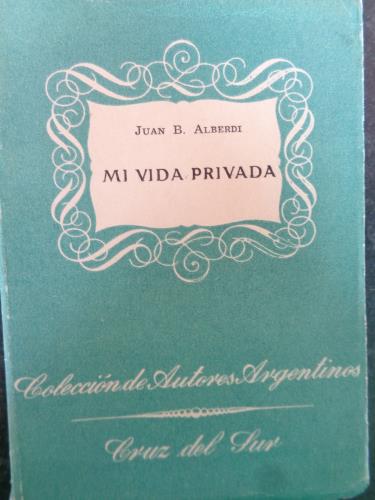 Juan B. Alberdi
MI VIDA PRIVADA
Colección de Autores Argentinos
Cruz del Sur